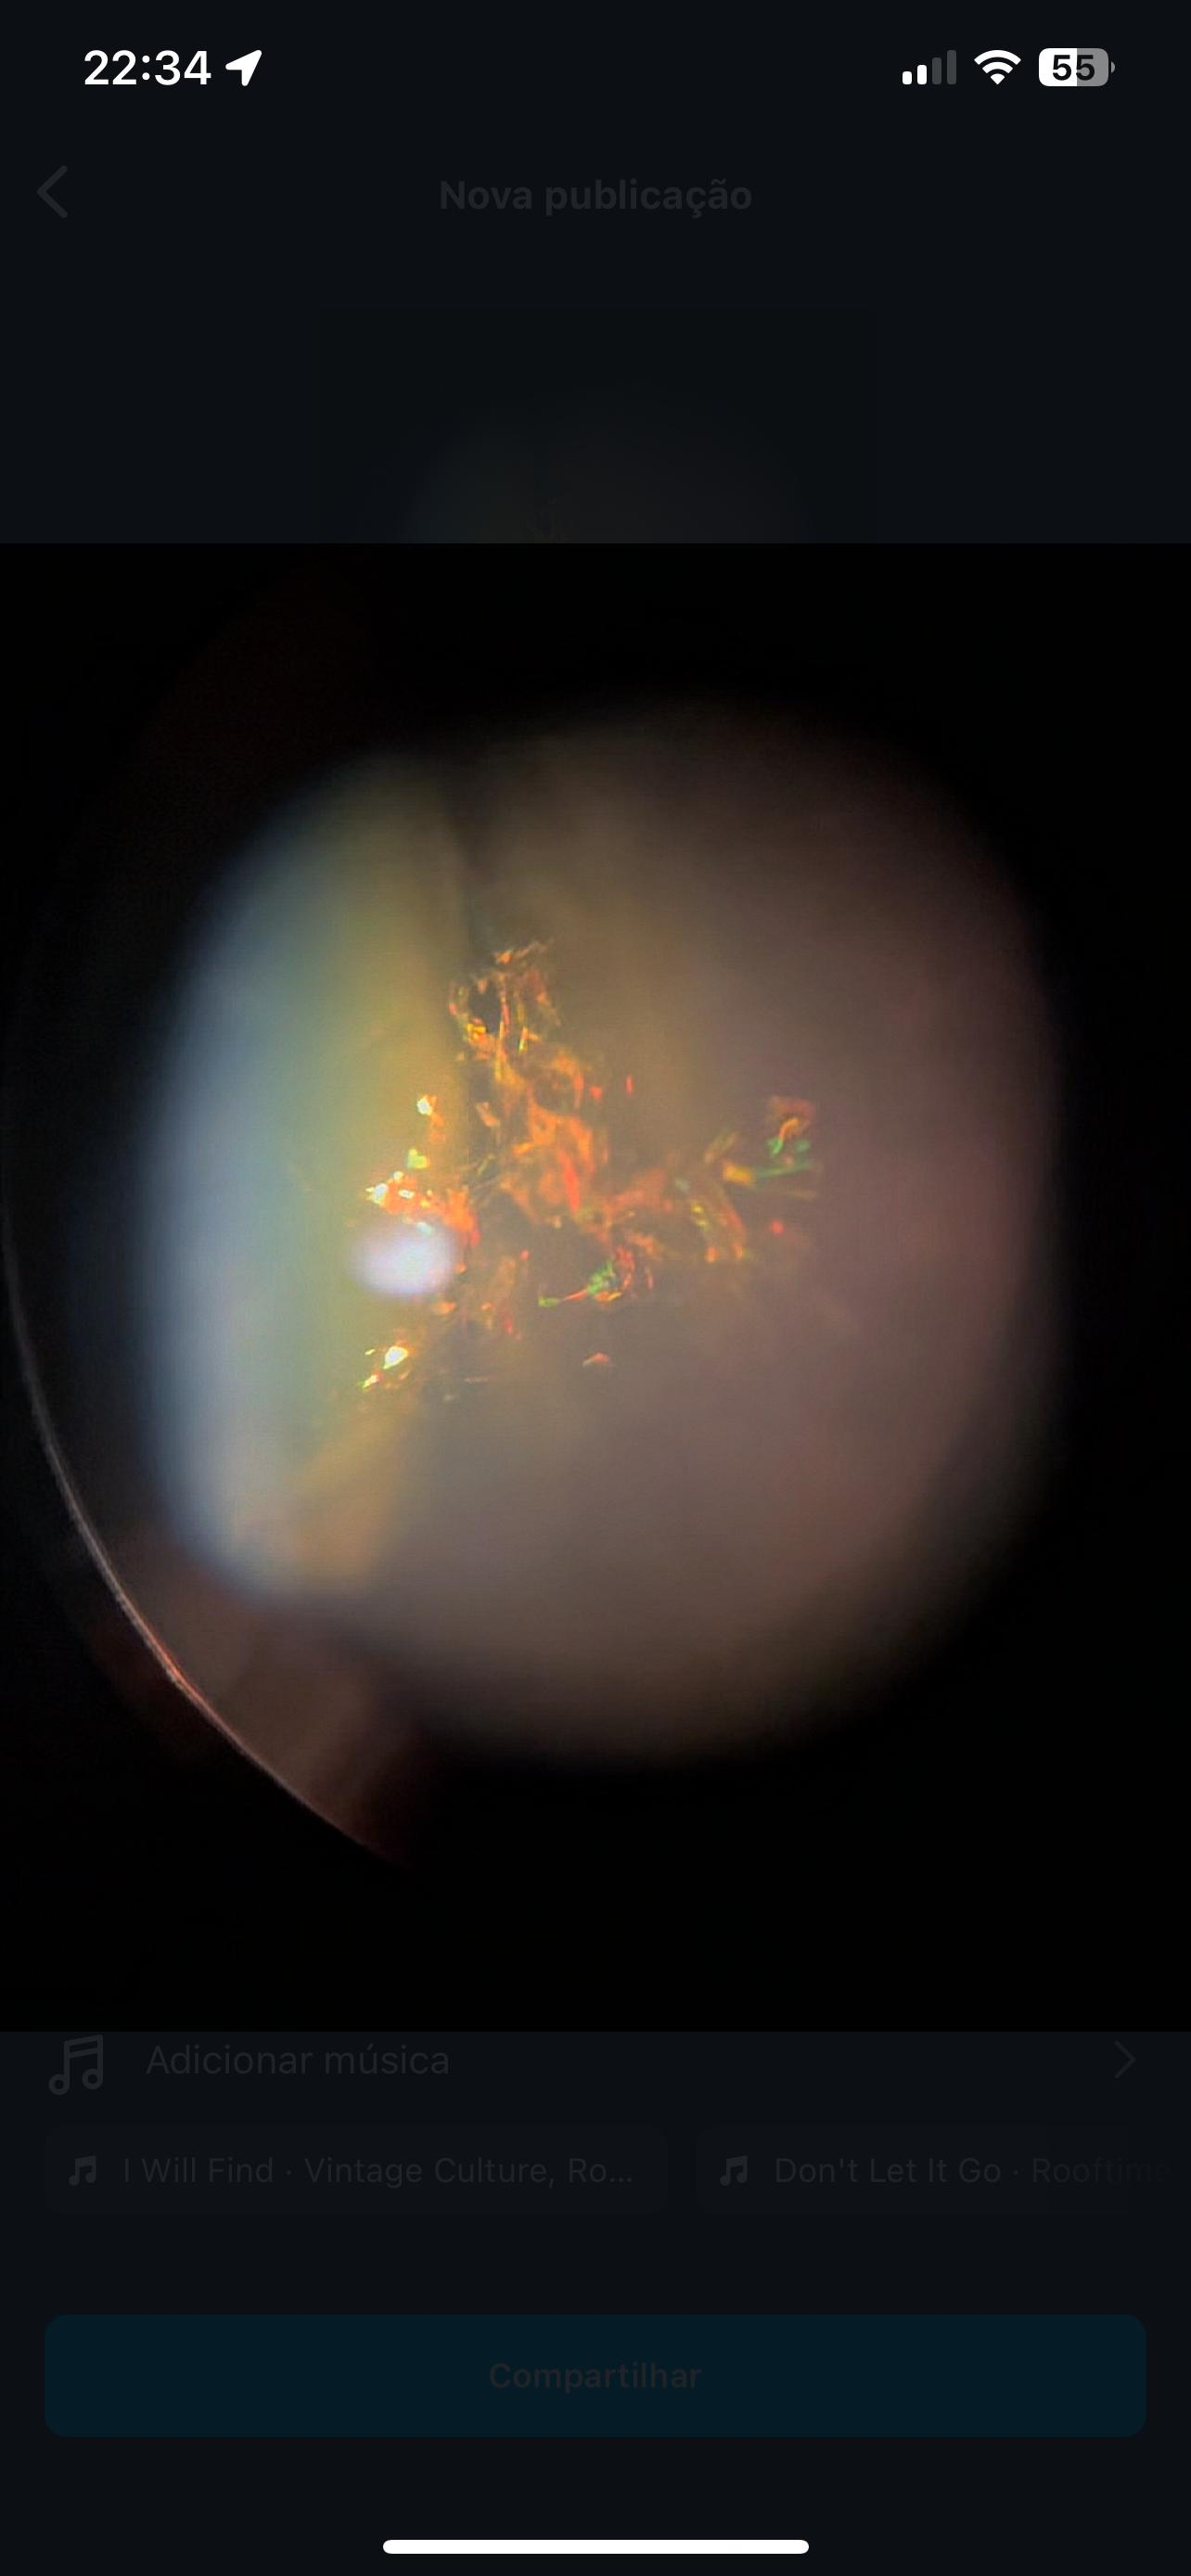 22:34
55
Nova publicação
Adicionar música
I Will Find · Vintage Culture, Ro...
Don't Let It Go · Rooftime
Compartilhar